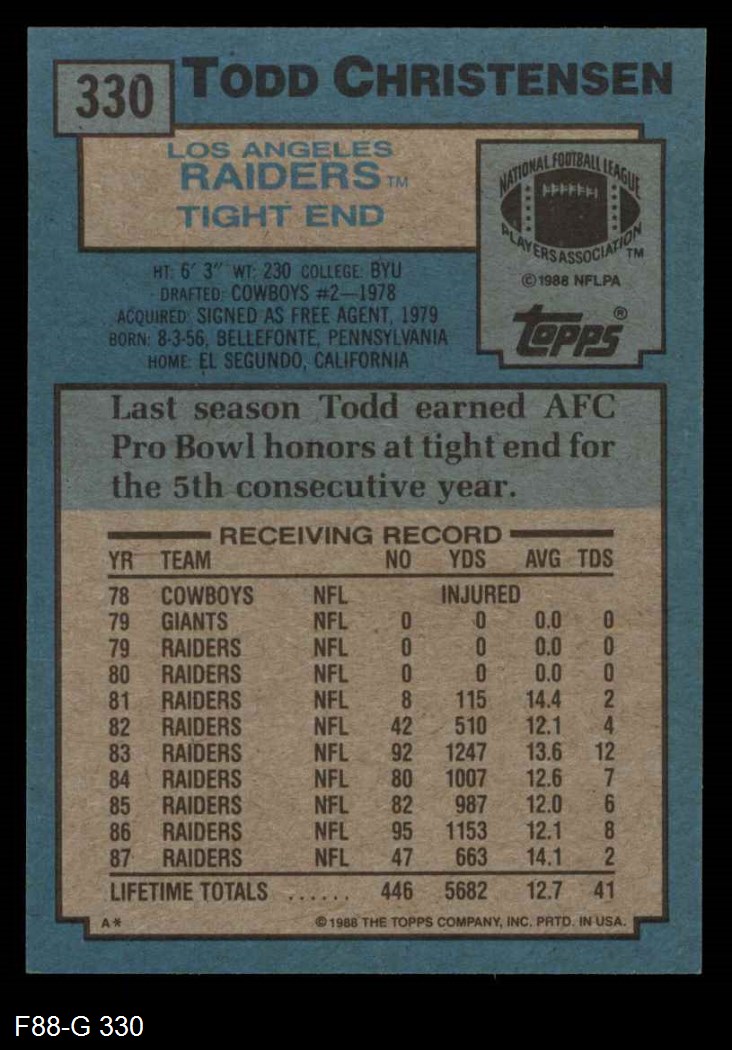 330
TODD CHRISTENSEN
LOS ANGELES
RAIDERS TM
TIGHT END
NATIONAL FOOTBALL LEAGUE
PLAYERS ASSOCIATION TM
©1988 NFLPA
topps®
HT: 6' 3" WT: 230 COLLEGE: BYU
DRAFTED: COWBOYS #2—1978
ACQUIRED: SIGNED AS FREE AGENT, 1979
BORN: 8-3-56, BELLEFONTE, PENNSYLVANIA
HOME: EL SEGUNDO, CALIFORNIA
Last season Todd earned AFC
Pro Bowl honors at tight end for
the 5th consecutive year.
RECEIVING RECORD
YR TEAM NO YDS AVG TDS
78 COWBOYS NFL INJURED
79 GIANTS NFL 0 0 0.0 0
79 RAIDERS NFL 0 0 0.0 0
80 RAIDERS NFL 0 0 0.0 0
81 RAIDERS NFL 8 115 14.4 2
82 RAIDERS NFL 42 510 12.1 4
83 RAIDERS NFL 92 1247 13.6 12
84 RAIDERS NFL 80 1007 12.6 7
85 RAIDERS NFL 82 987 12.0 6
86 RAIDERS NFL 95 1153 12.1 8
87 RAIDERS NFL 47 663 14.1 2
LIFETIME TOTALS ...... 446 5682 12.7 41
A* ©1988 THE TOPPS COMPANY, INC. PRTD. IN USA.
F88-G 330